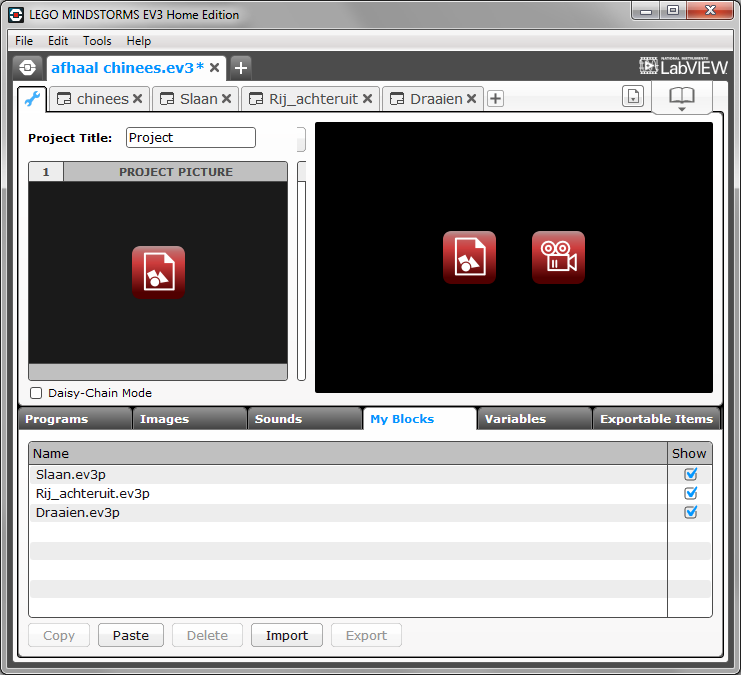 LEGO MINDSTORMS EV3 Home Edition
File Edit Tools Help
afhaal chinees.ev3*
NATIONAL INSTRUMENTS
LabVIEW
chinees Slaan Rij_achteruit Draaien
Project Title: Project
1 PROJECT PICTURE
Daisy-Chain Mode
Programs Images Sounds My Blocks Variables Exportable Items
Name Show
Slaan.ev3p
Rij_achteruit.ev3p
Draaien.ev3p
Copy Paste Delete Import Export